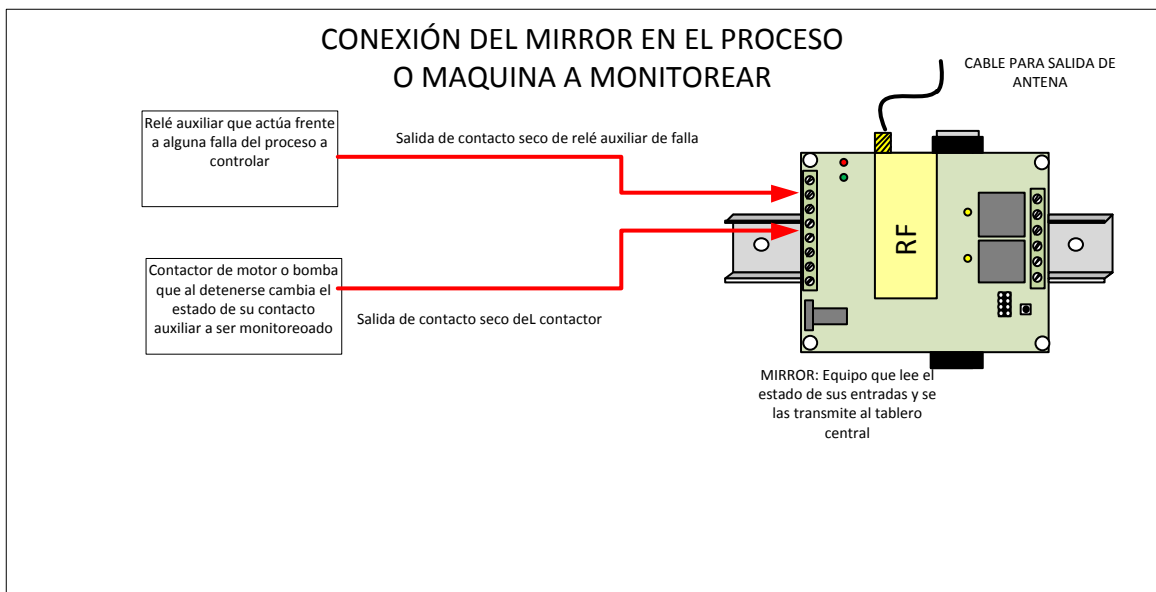 CONEXIÓN DEL MIRROR EN EL PROCESO
O MAQUINA A MONITOREAR
CABLE PARA SALIDA DE
ANTENA
Relé auxiliar que actúa frente
a alguna falla del proceso a
controlar
Salida de contacto seco de relé auxiliar de falla
RF
Contactor de motor o bomba
que al detenerse cambia el
estado de su contacto
auxiliar a ser monitoreoado
Salida de contacto seco deL contactor
MIRROR: Equipo que lee el
estado de sus entradas y se
las transmite al tablero
central